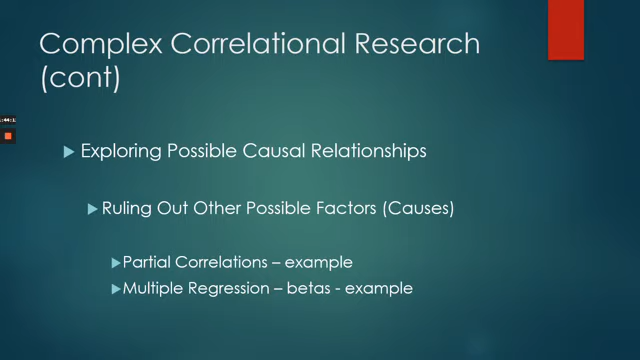 Complex Correlational Research
(cont)
Exploring Possible Causal Relationships
Ruling Out Other Possible Factors (Causes)
Partial Correlations – example
Multiple Regression – betas - example